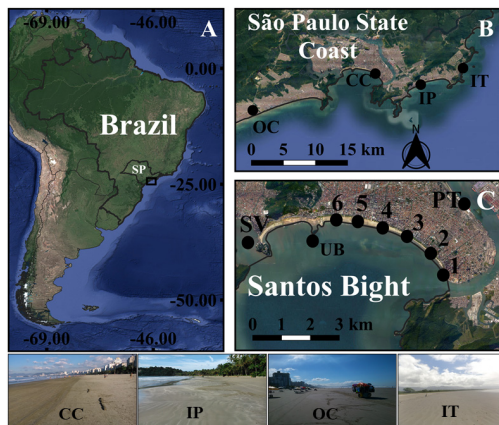 -69.00 -46.00
A
0.00
Brazil
SP
-25.00
-50.00
-69.00 -46.00
São Paulo State
Coast
B
CC
IT
IP
OC
N
0 5 10 15 km
PT
C
6 5 4 3 2 1
SV
UB
Santos Bight
0 1 2 3 km
CC
IP
OC
IT